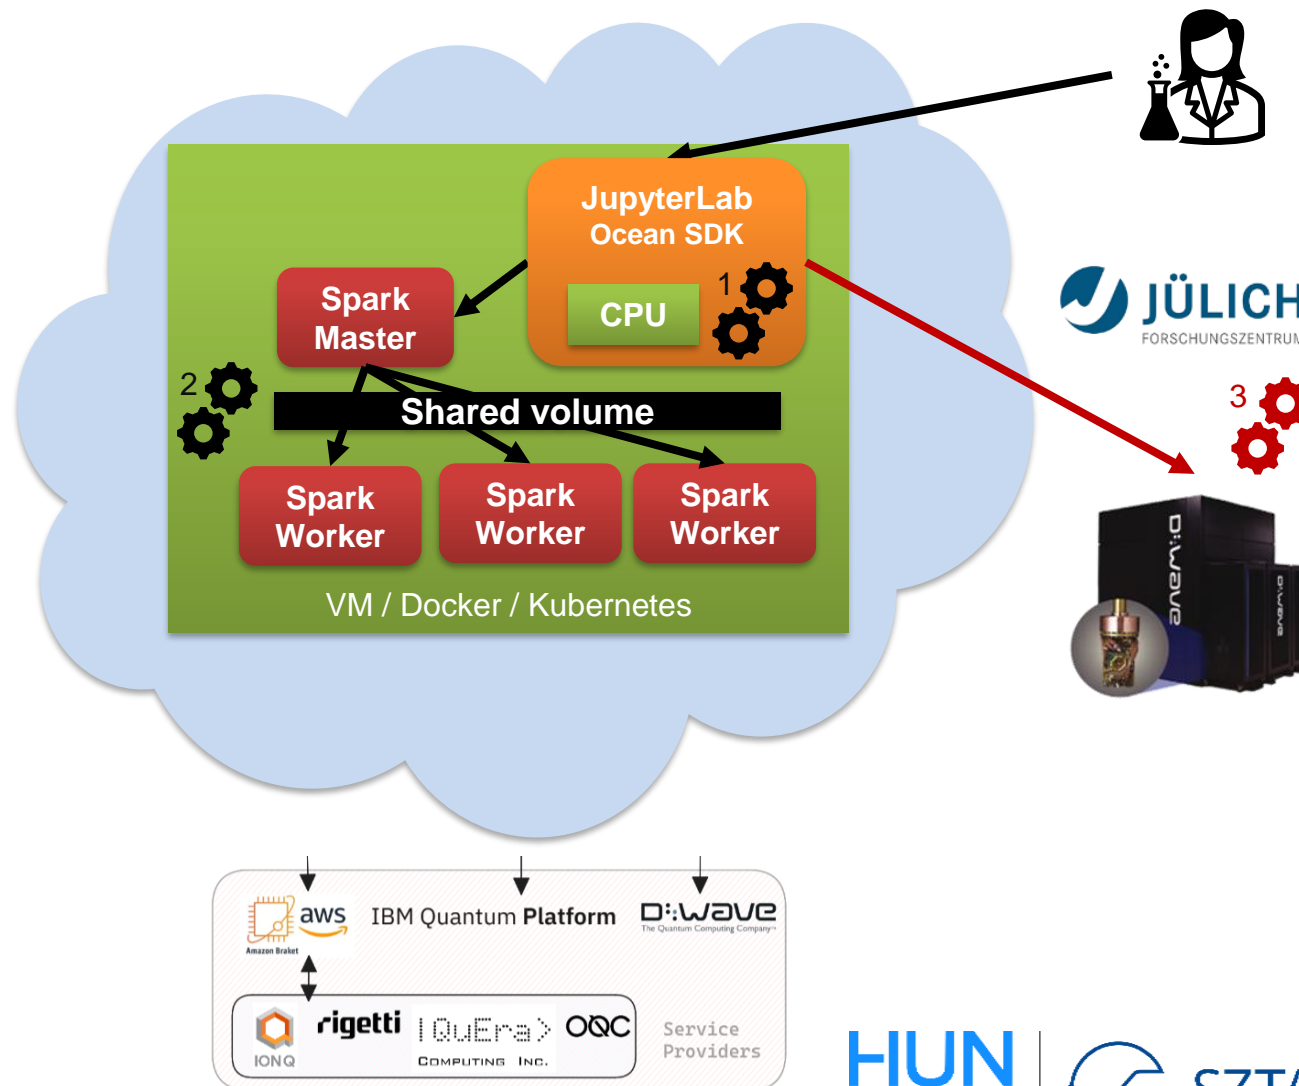 JupyterLab
Ocean SDK
1
CPU
Spark
Master
JÜLICH
FORSCHUNGSZENTRUM
2
Shared volume
3
Spark
Worker
Spark
Worker
Spark
Worker
D:wave
D:wave
VM / Docker / Kubernetes
aws
Amazon Braket
IBM Quantum Platform
D:wave
The Quantum Computing Company
IONQ
rigetti
|QuEra>
COMPUTING INC.
OQC
Service
Providers
HUN
SZTA